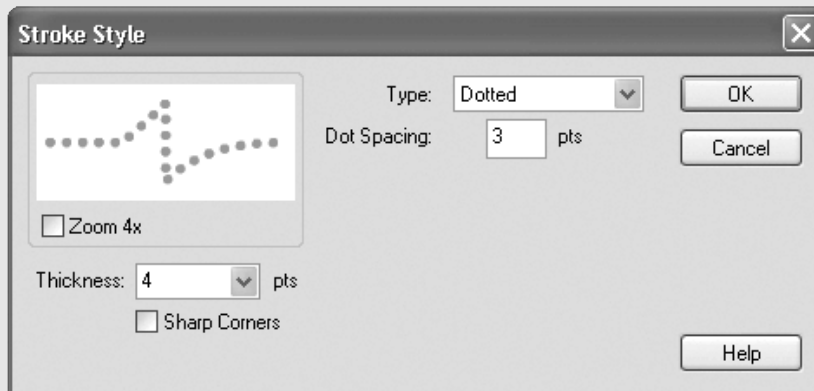 Stroke Style
Type: Dotted
OK
Dot Spacing: 3 pts
Cancel
Zoom 4x
Thickness: 4 pts
Sharp Corners
Help